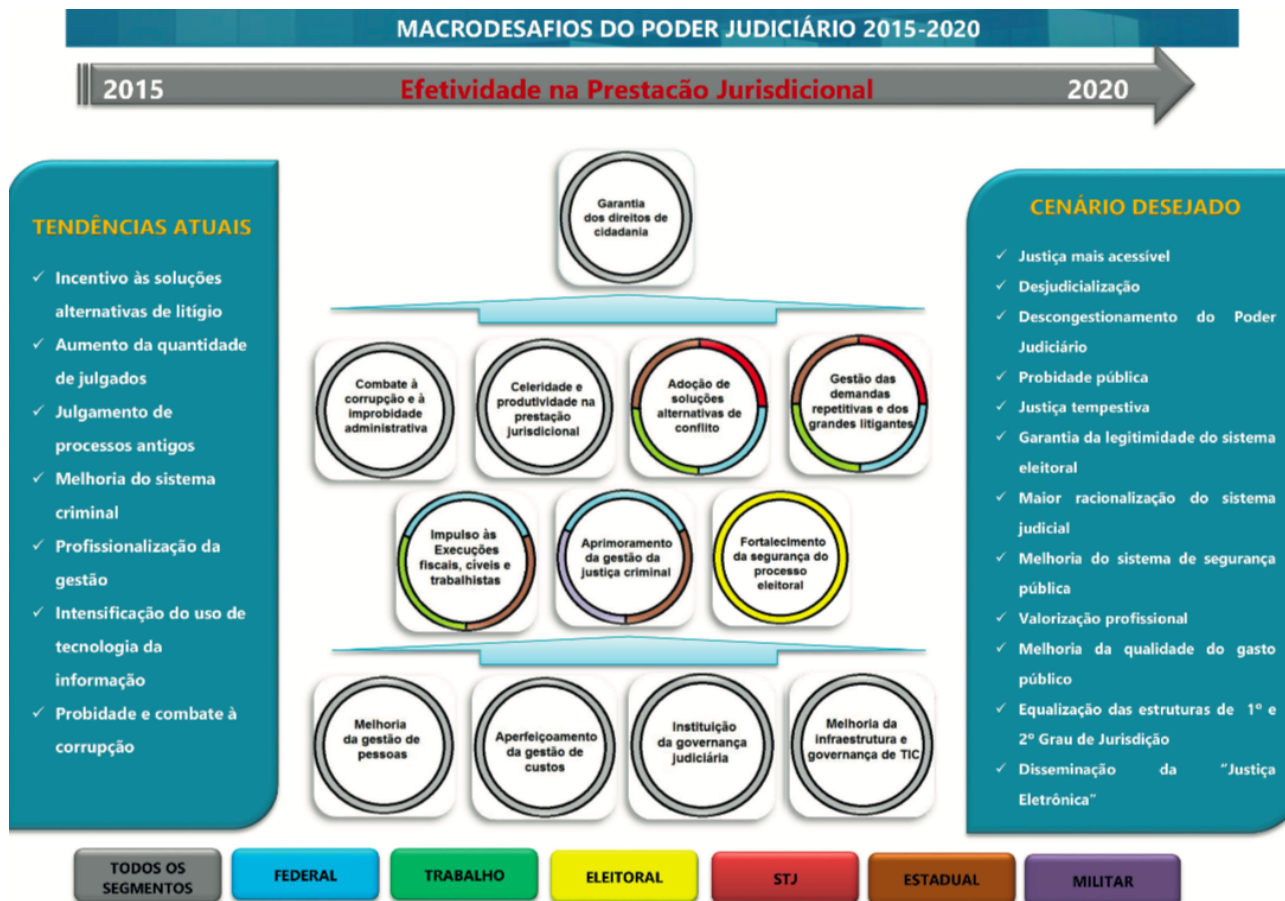 MACRODESAFIOS DO PODER JUDICIÁRIO 2015-2020
2015
Efetividade na Prestacão Jurisdicional
2020
TENDÊNCIAS ATUAIS
✓ Incentivo às soluções
alternativas de litígio
✓ Aumento da quantidade
de julgados
✓ Julgamento de
processos antigos
✓ Melhoria do sistema
criminal
✓ Profissionalização da
gestão
✓ Intensificação do uso de
tecnologia da
informação
✓ Probidade e combate à
corrupção
Garantia
dos direitos de
cidadania
Combate à
corrupção e à
improbidade
administrativa
Celeridade e
produtividade na
prestação
jurisdicional
Adoção de
soluções
alternativas de
conflito
Gestão das
demandas
repetitivas e dos
grandes litigantes
Impulso às
Execuções
fiscais, cíveis e
trabalhistas
Aprimoramento
da gestão da
justiça criminal
Fortalecimento
da segurança do
processo
eleitoral
Melhoria
da gestão de
pessoas
Aperfeiçoamento
da gestão de
custos
Instituição
da governança
judiciária
Melhoria da
infraestrutura e
governança de TIC
CENÁRIO DESEJADO
✓ Justiça mais acessível
✓ Desjudicialização
✓ Descongestionamento do Poder
Judiciário
✓ Probidade pública
✓ Justiça tempestiva
✓ Garantia da legitimidade do sistema
eleitoral
✓ Maior racionalização do sistema
judicial
✓ Melhoria do sistema de segurança
pública
✓ Valorização profissional
✓ Melhoria da qualidade do gasto
público
✓ Equalização das estruturas de 1º e
2º Grau de Jurisdição
✓ Disseminação da "Justiça
Eletrônica"
TODOS OS
SEGMENTOS
FEDERAL
TRABALHO
ELEITORAL
STJ
ESTADUAL
MILITAR